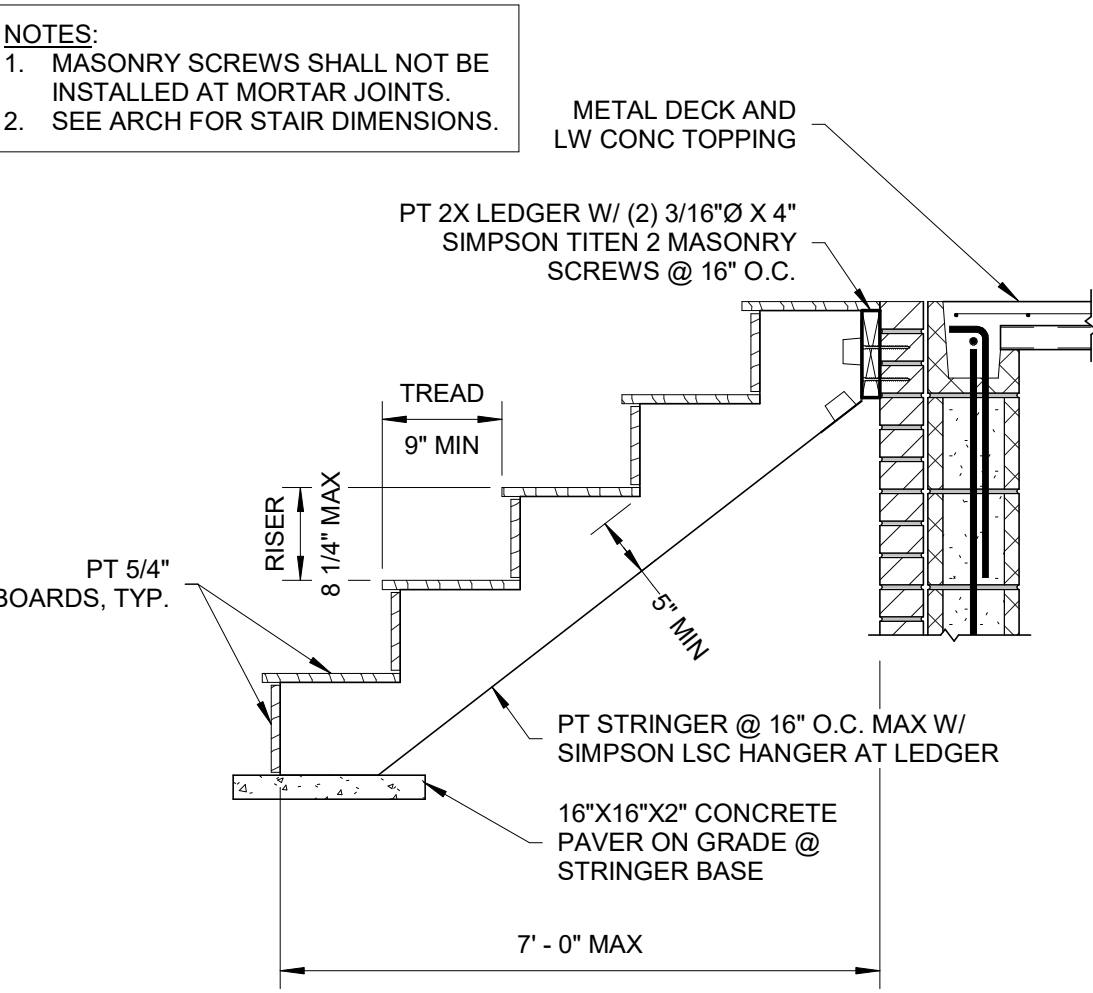 NOTES:
1. MASONRY SCREWS SHALL NOT BE
INSTALLED AT MORTAR JOINTS.
2. SEE ARCH FOR STAIR DIMENSIONS.
METAL DECK AND
LW CONC TOPPING
PT 2X LEDGER W/ (2) 3/16"Ø X 4"
SIMPSON TITEN 2 MASONRY
SCREWS @ 16" O.C.
TREAD
9" MIN
RISER
8 1/4" MAX
PT 5/4"
BOARDS, TYP.
5" MIN
PT STRINGER @ 16" O.C. MAX W/
SIMPSON LSC HANGER AT LEDGER
16"X16"X2" CONCRETE
PAVER ON GRADE @
STRINGER BASE
7' - 0" MAX